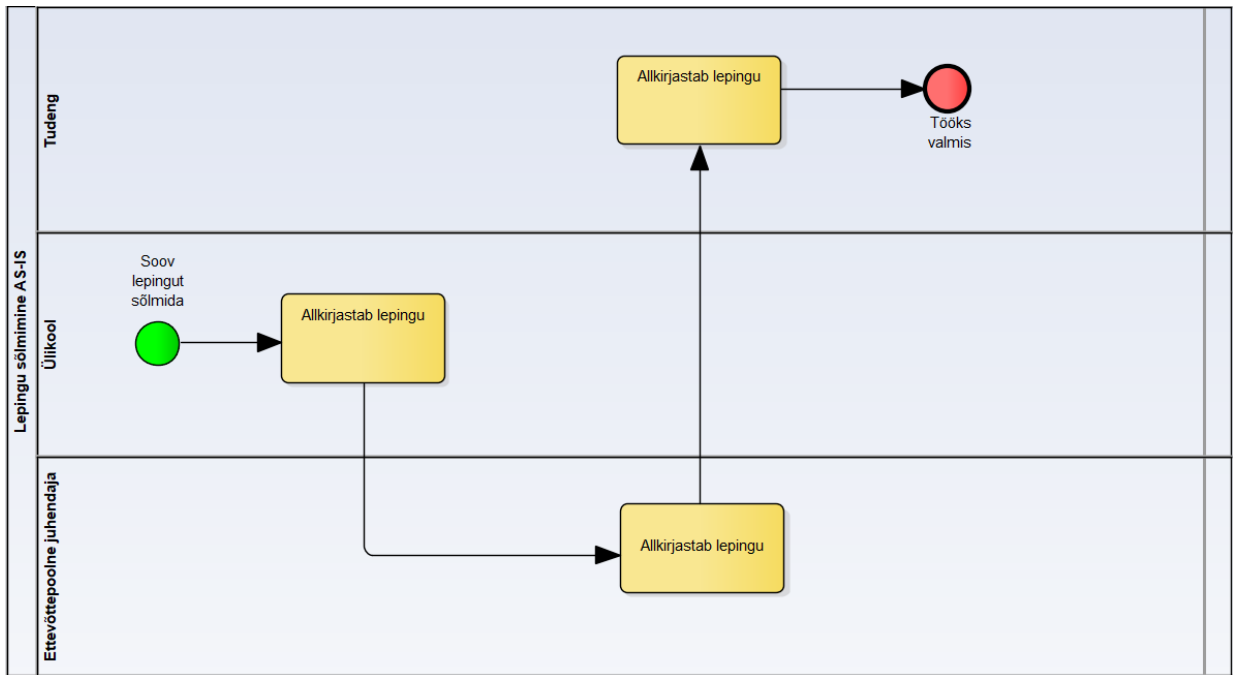 Lepingu sõlmimine AS-IS
Tudeng
Allkirjastab lepingu
Tööks
valmis
Ülikool
Soov
lepingut
sõlmida
Allkirjastab lepingu
Ettevõttepoolne juhendaja
Allkirjastab lepingu